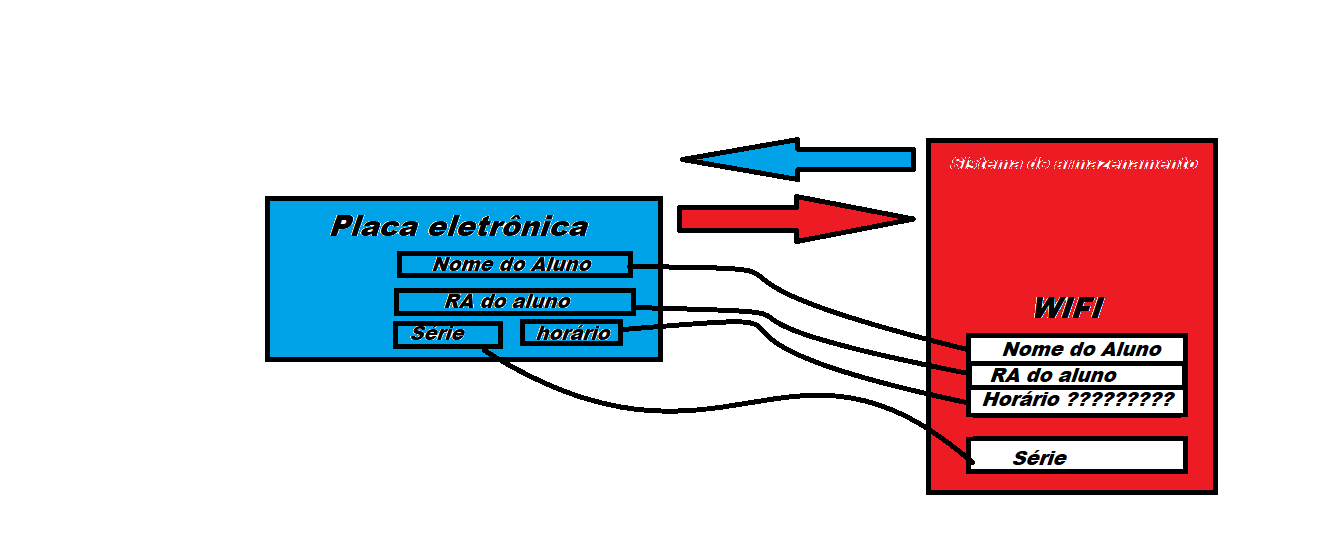 Placa eletrônica
Nome do Aluno
RA do aluno
Série
horário
Sistema de armazenamento
WIFI
Nome do Aluno
RA do aluno
Horário ?????????
Série